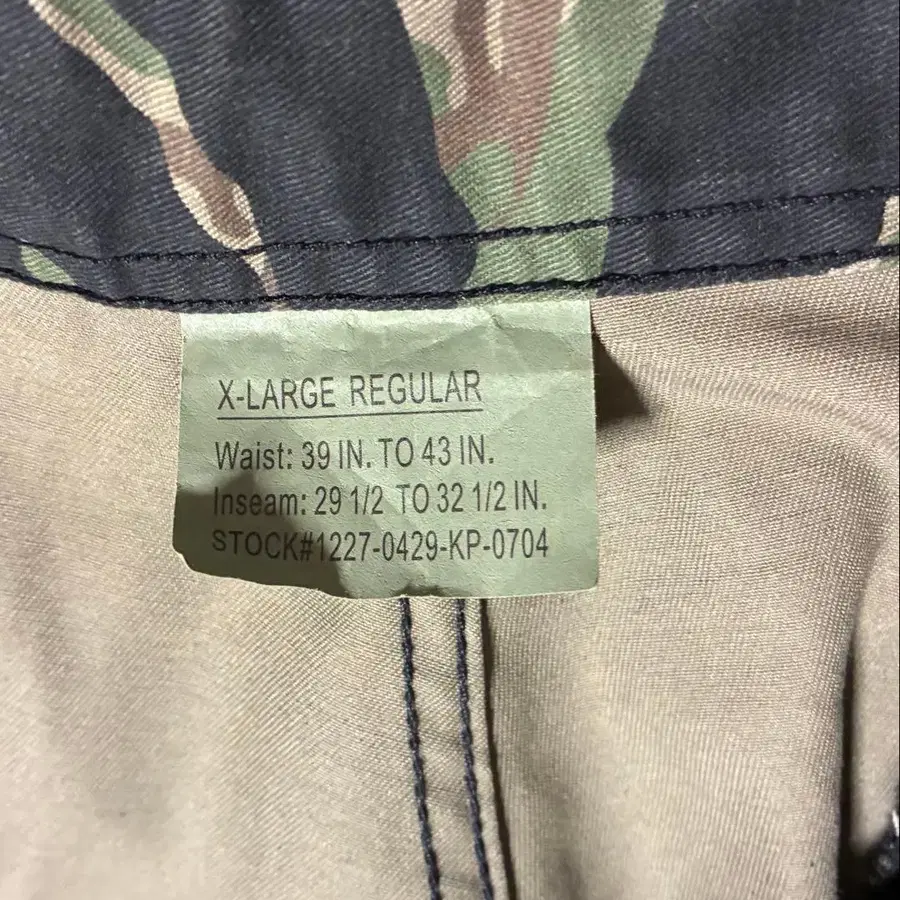 X-LARGE REGULAR
Waist: 39 IN. TO 43 IN.
Inseam: 29 1/2 TO 32 1/2 IN.
STOCK#1227-0429-KP-0704